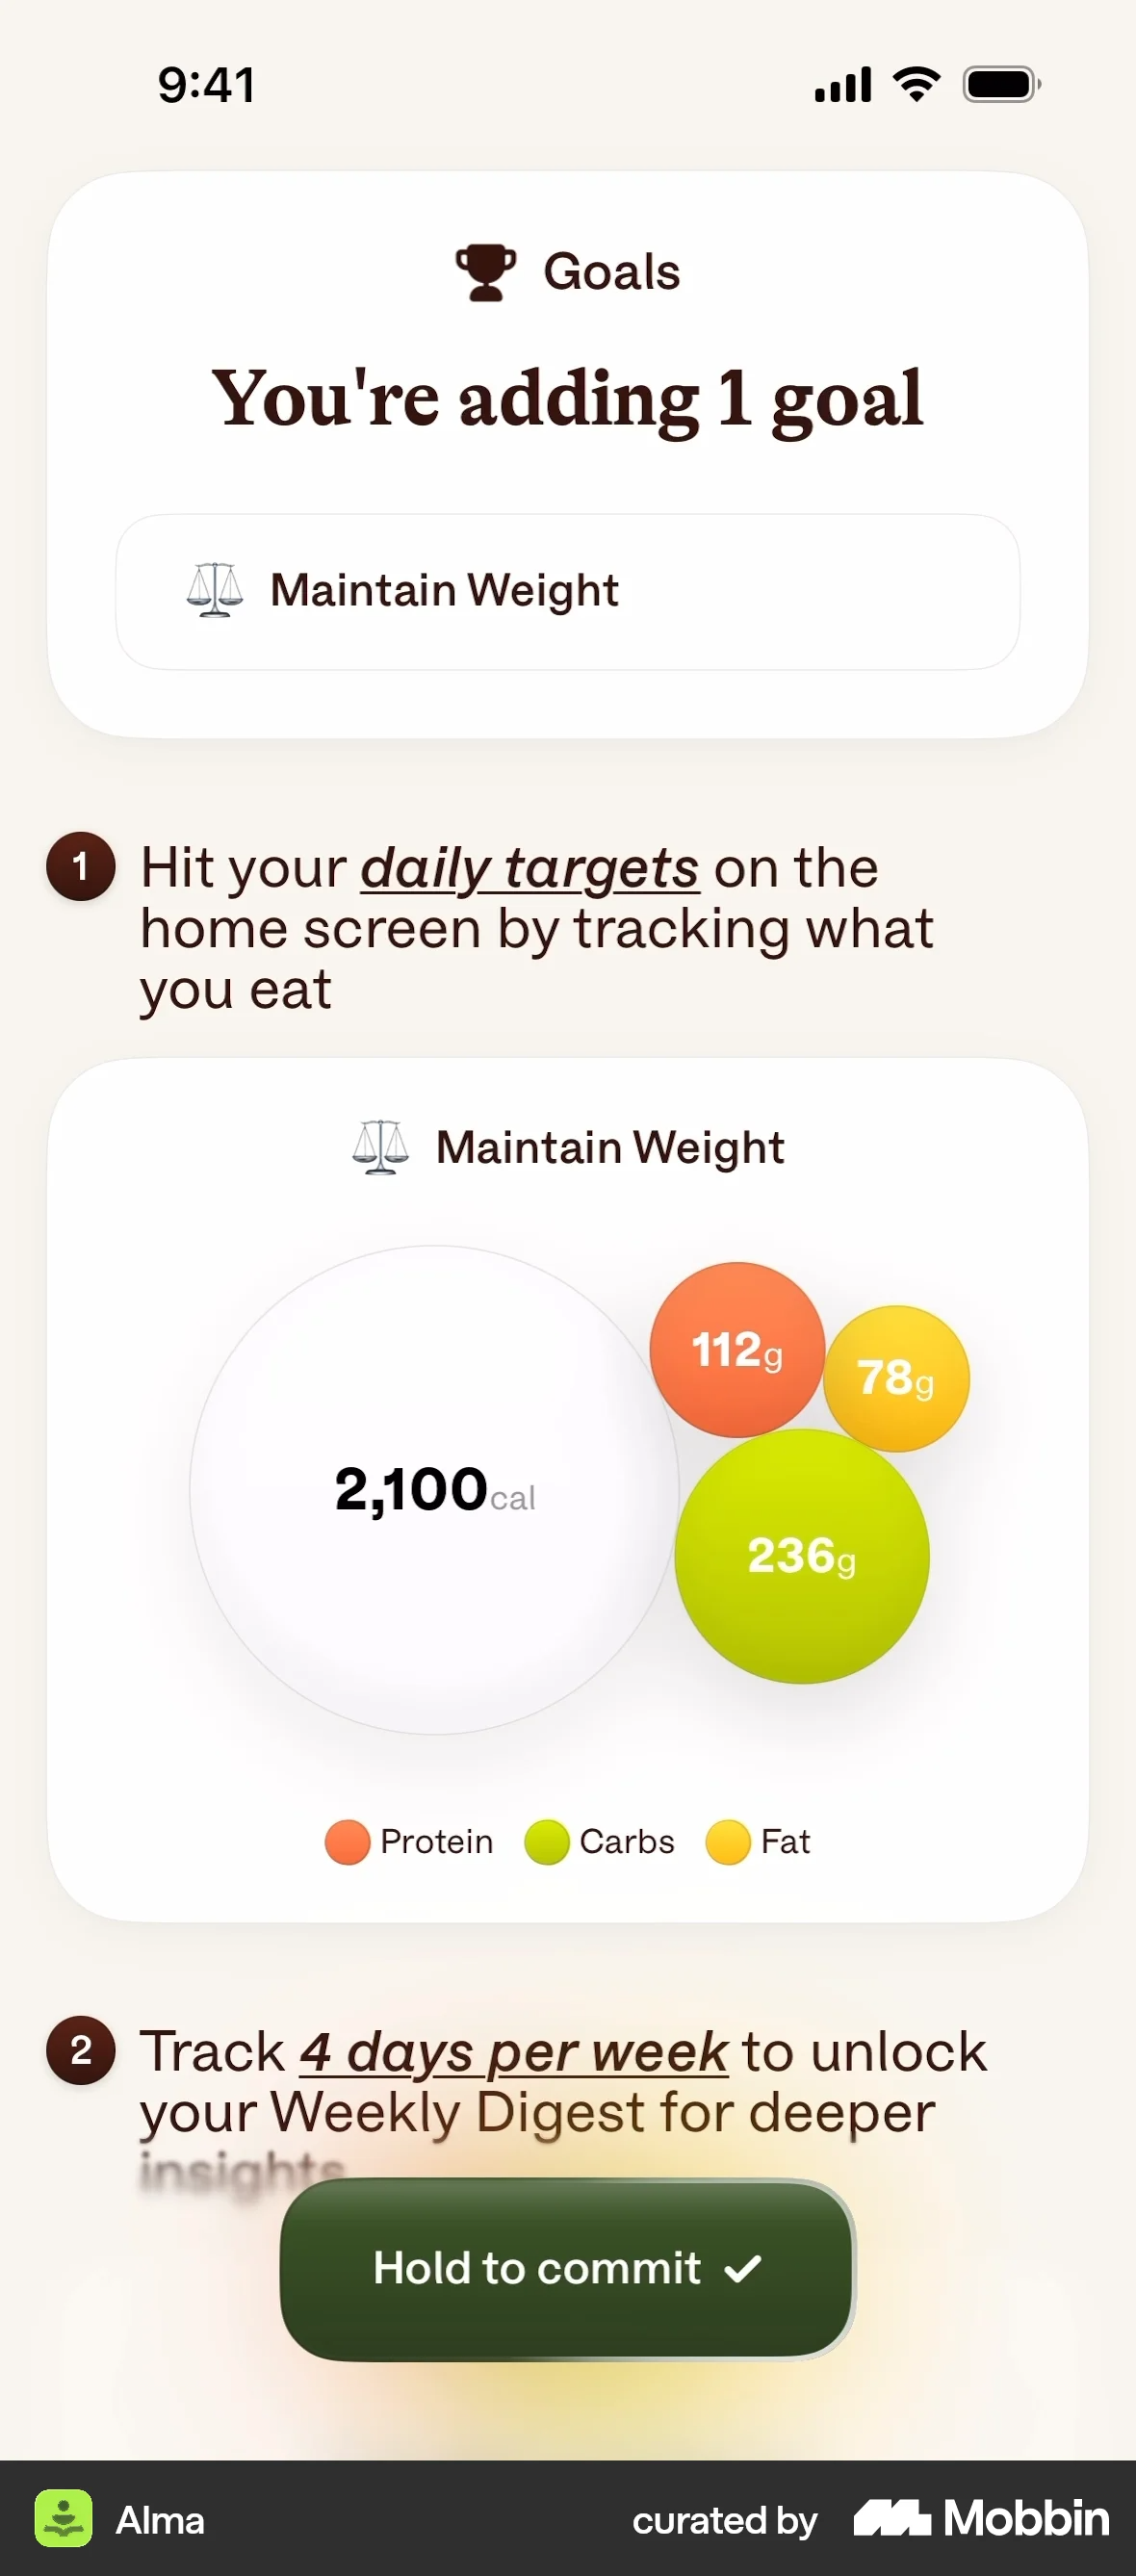 9:41
Goals
You're adding 1 goal
Maintain Weight
1
Hit your daily targets on the
home screen by tracking what
you eat
Maintain Weight
112g
78g
2,100cal
236g
Protein
Carbs
Fat
2
Track 4 days per week to unlock
your Weekly Digest for deeper
insights
Hold to commit
Alma
curated by
Mobbin